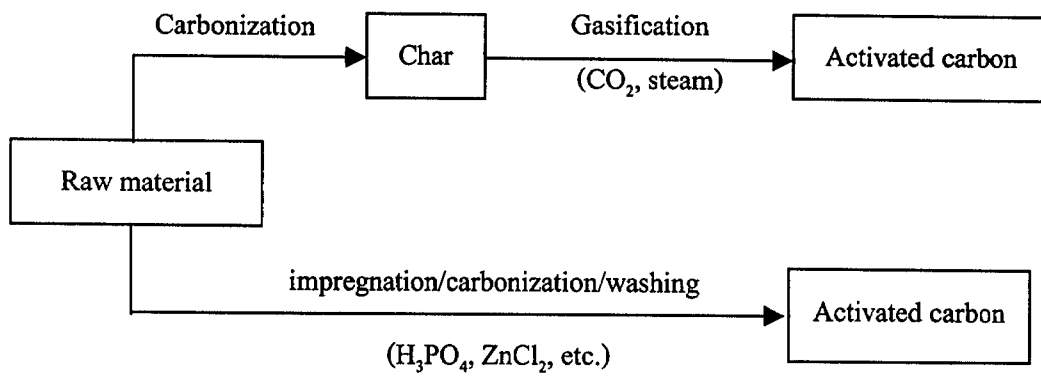 Carbonization
Char
Gasification
(CO₂, steam)
Activated carbon
Raw material
impregnation/carbonization/washing
(H₃PO₄, ZnCl₂, etc.)
Activated carbon